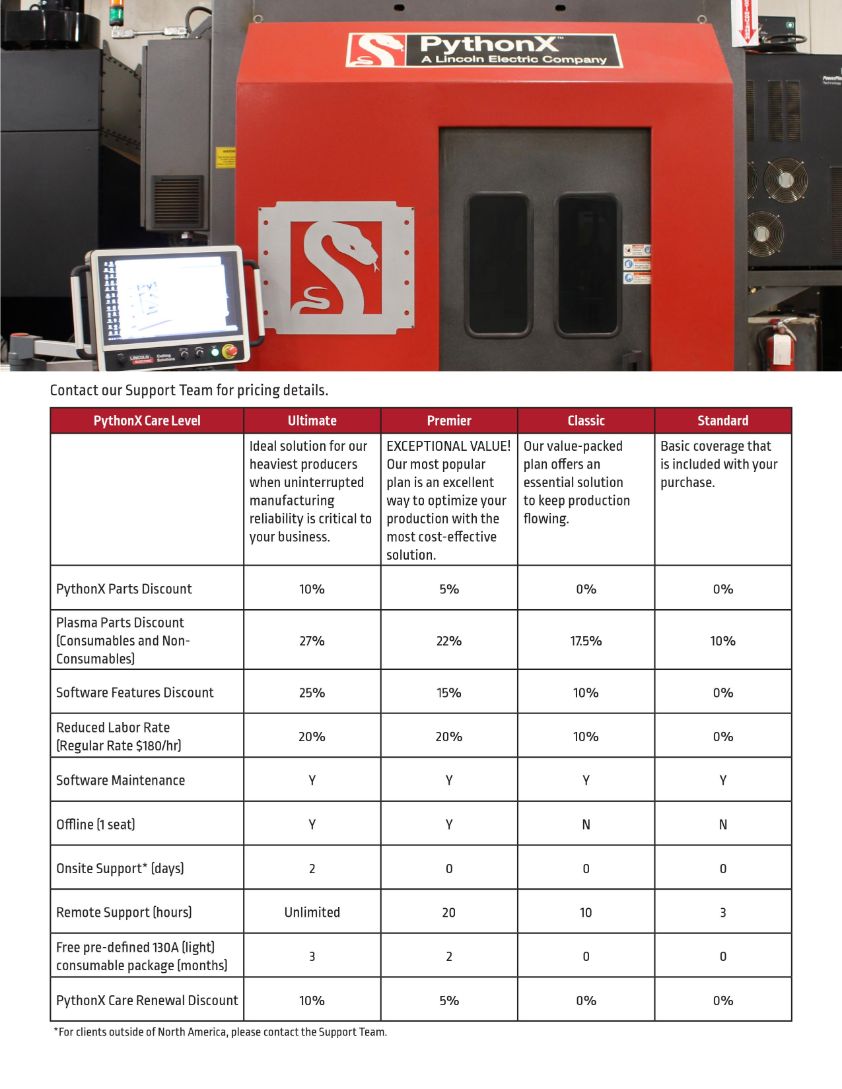 PythonX™
A Lincoln Electric Company
LINCOLN
ELECTRIC
Cutting
Solutions
Contact our Support Team for pricing details.
PythonX Care Level Ultimate Premier Classic Standard
Ideal solution for our heaviest producers when uninterrupted manufacturing reliability is critical to your business.
EXCEPTIONAL VALUE! Our most popular plan is an excellent way to optimize your production with the most cost-effective solution.
Our value-packed plan offers an essential solution to keep production flowing.
Basic coverage that is included with your purchase.
PythonX Parts Discount 10% 5% 0% 0%
Plasma Parts Discount (Consumables and Non-Consumables) 27% 22% 17.5% 10%
Software Features Discount 25% 15% 10% 0%
Reduced Labor Rate (Regular Rate $180/hr) 20% 20% 10% 0%
Software Maintenance Y Y Y Y
Offline (1 seat) Y Y N N
Onsite Support* (days) 2 0 0 0
Remote Support (hours) Unlimited 20 10 3
Free pre-defined 130A (light) consumable package (months) 3 2 0 0
PythonX Care Renewal Discount 10% 5% 0% 0%
*For clients outside of North America, please contact the Support Team.